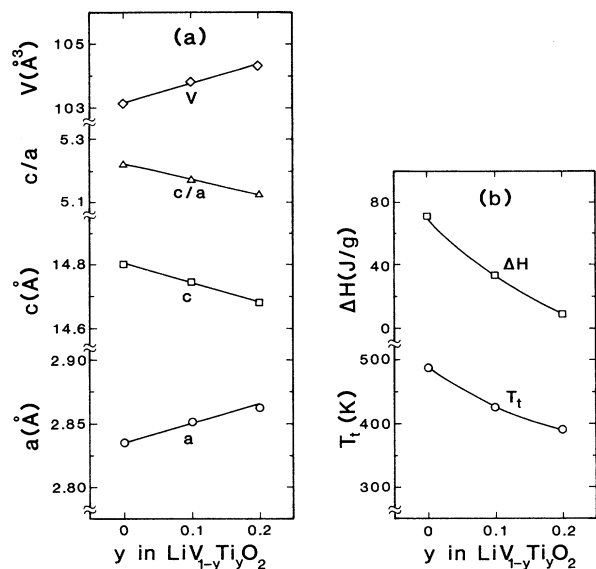 (a)
V(Å³)
105
103
V
c/a
5.3
5.1
c/a
c(Å)
14.8
14.6
c
a(Å)
2.90
2.85
2.80
a
0 0.1 0.2
y in LiV1-yTiyO2
(b)
ΔH(J/g)
80
40
0
ΔH
Tt(K)
500
400
300
Tt
0 0.1 0.2
y in LiV1-yTiyO2